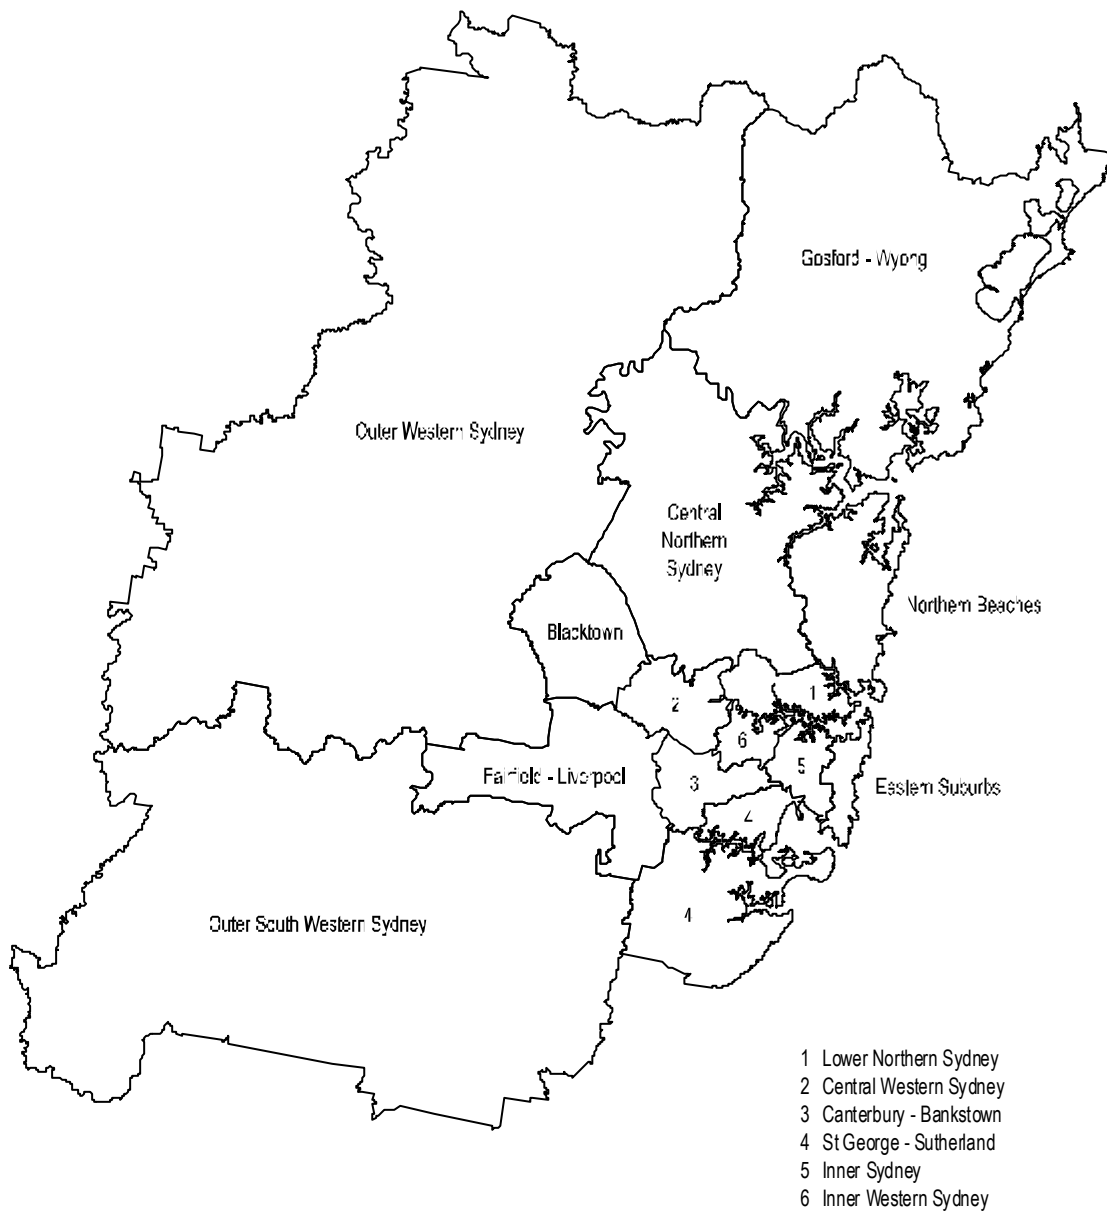 Gosford - Wyong
Outer Western Sydney
Central
Northern
Sydney
Northern Beaches
Blacktown
1
2
6
5
Fairfield - Liverpool
3
Eastern Suburbs
4
4
Outer South Western Sydney
1 Lower Northern Sydney
2 Central Western Sydney
3 Canterbury - Bankstown
4 St George - Sutherland
5 Inner Sydney
6 Inner Western Sydney